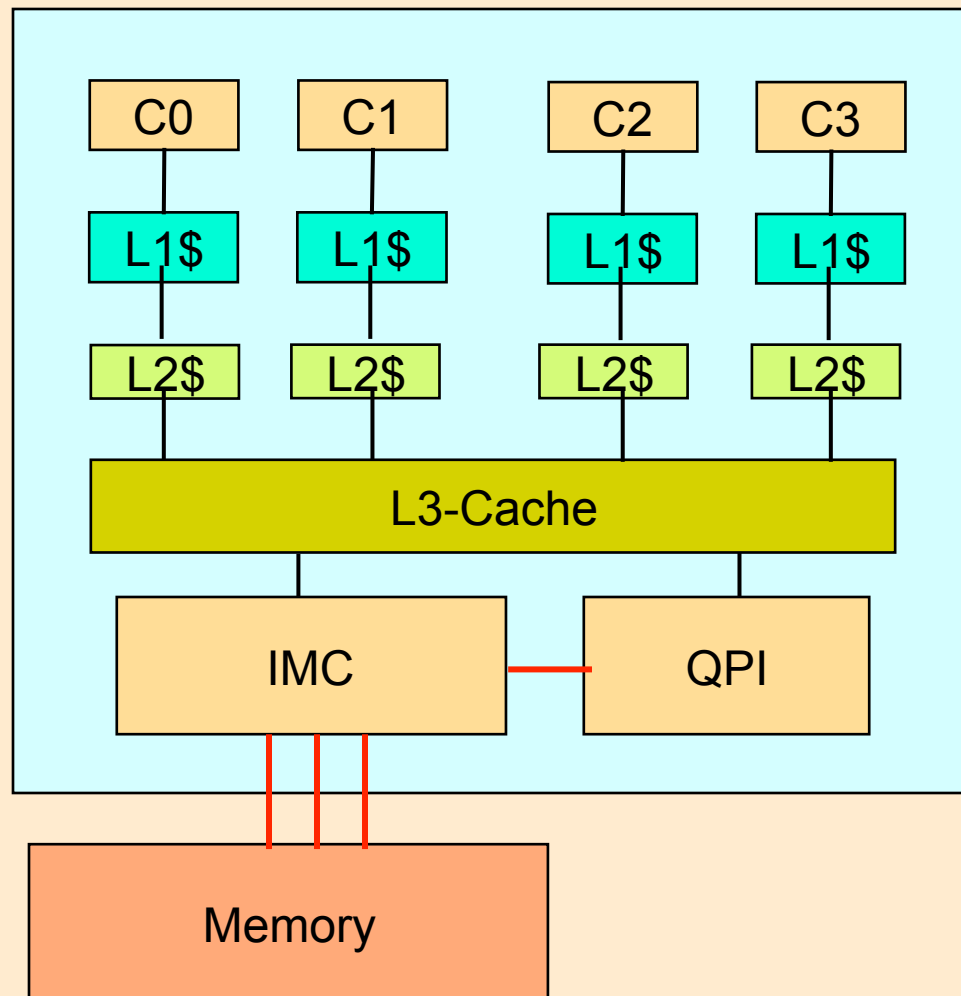 C0 C1 C2 C3
L1$ L1$ L1$ L1$
L2$ L2$ L2$ L2$
L3-Cache
IMC QPI
Memory